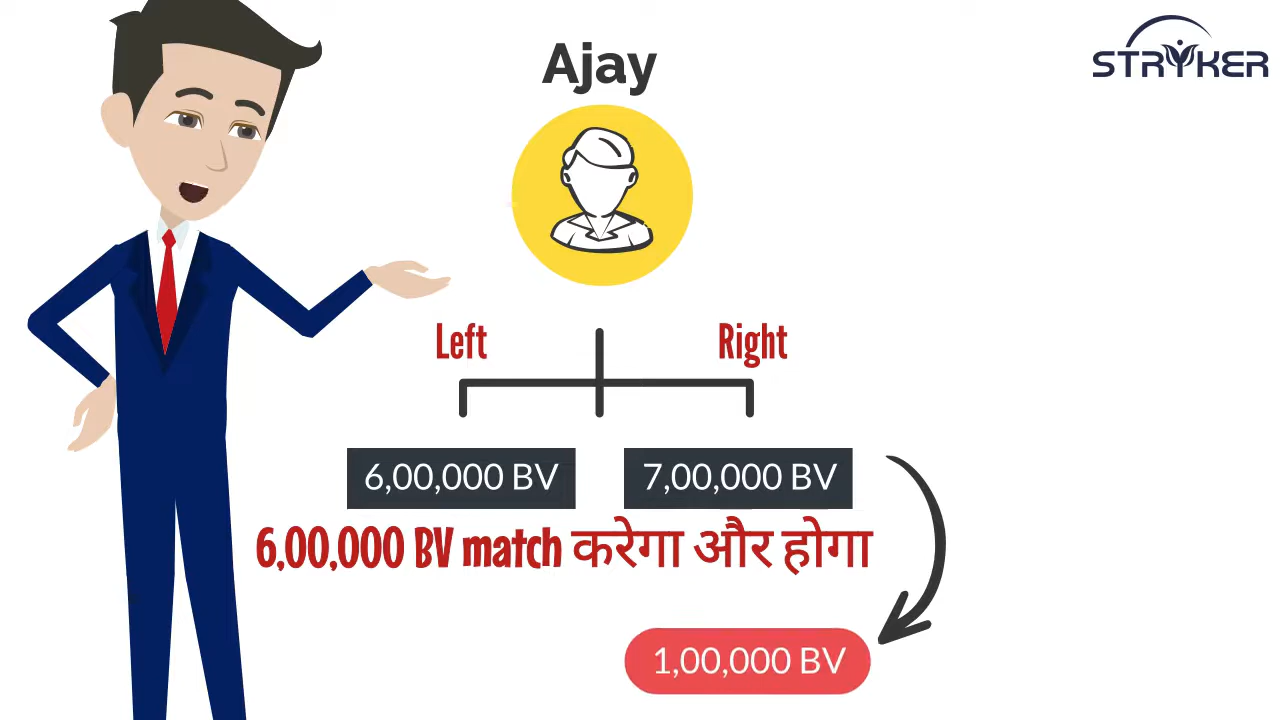 Ajay
STRYKER
Left
Right
6,00,000 BV
7,00,000 BV
6,00,000 BV match करेगा और होगा
1,00,000 BV